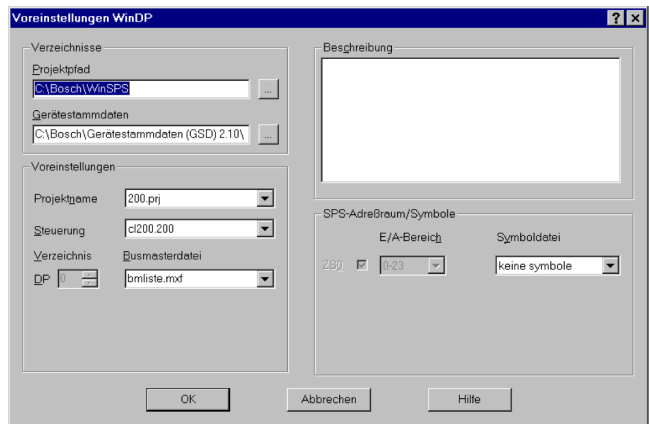 Voreinstellungen WinDP
Verzeichnisse
Projektpfad
C:\Bosch\WinSPS
...
Gerätestammdaten
C:\Bosch\Gerätestammdaten (GSD) 2.10\
...
Voreinstellungen
Projektname 200.prj
Steuerung cl200.200
Verzeichnis Busmasterdatei
DP 0 bmliste.mxf
Beschreibung
SPS-Adreßraum/Symbole
E/A-Bereich Symboldatei
ZS0 0-23 keine symbole
OK Abbrechen Hilfe